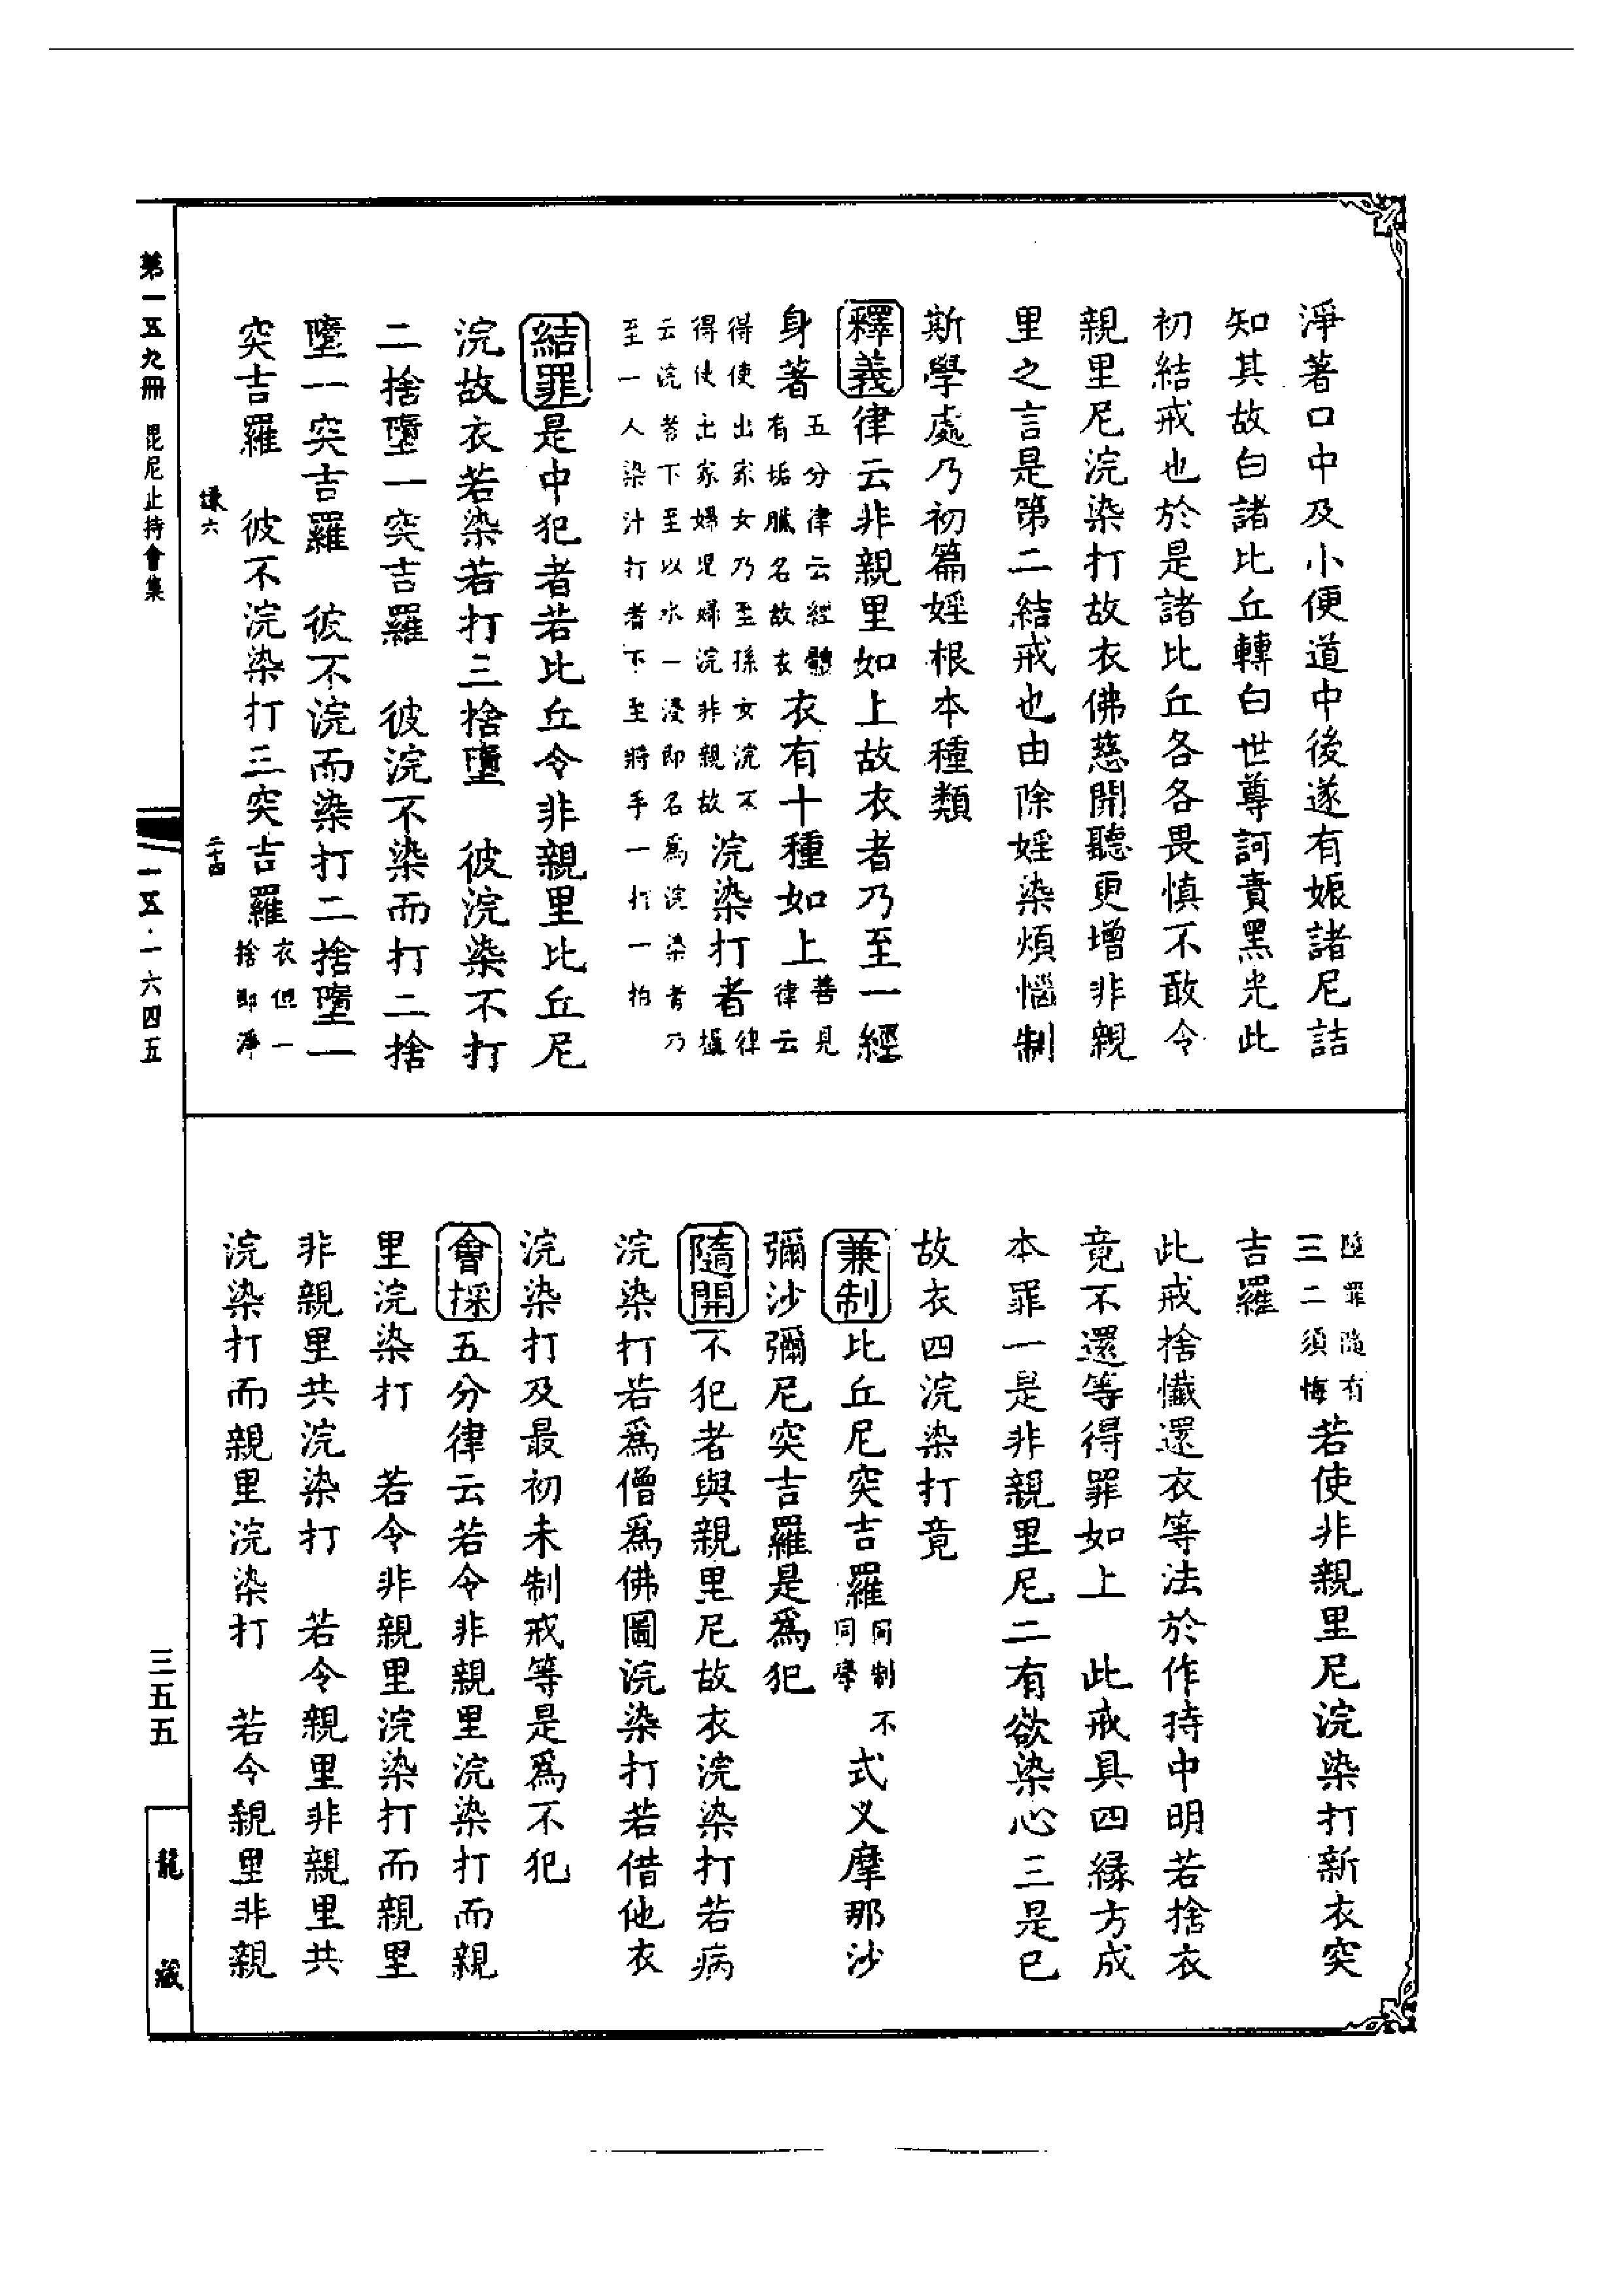 淨著口中及小便道中後遂有娠諸尼詰
知其故白諸比丘轉白世尊訶責黑光此
初結戒也於是諸比丘各各畏慎不敢令
親里尼浣染打故衣佛慈開聽更增非親
里之言是第二結戒也由除婬染煩惱制
斯學處乃初篇婬根本種類
釋義律云非親里如上故衣者乃至一經
身著五分律云經體有垢膩名故衣衣有十種如上善見律云
得使出家女乃至孫女浣不得使出家婦兒婦浣非親故浣染打者律攝
云浣者下至以水一浸即名爲浣染者乃至一人染汁打者下至將手一打一拍
結罪是中犯者若比丘令非親里比丘尼
浣故衣若染若打三捨墮　彼浣染不打
二捨墮一突吉羅　彼浣不染而打二捨
墮一突吉羅　彼不浣而染打二捨墮一
突吉羅　彼不浣染打三突吉羅衣但一捨即淨
六　二十四
隨罪隨有三二須悔若使非親里尼浣染打新衣突
吉羅
此戒捨懺還衣等法於作持中明若捨衣
竟不還等得罪如上　此戒具四緣方成
本罪一是非親里尼二有欲染心三是已
故衣四浣染打竟
兼制比丘尼突吉羅同制不同學式叉摩那沙
彌沙彌尼突吉羅是爲犯
隨開不犯者與親里尼故衣浣染打若病
浣染打若爲僧爲佛圖浣染打若借他衣
浣染打及最初未制戒等是爲不犯
會採五分律云若令非親里浣染打而親
里浣染打　若令非親里浣染打而親里
非親里共浣染打　若令親里非親里共
浣染打而親里浣染打　若令親里非親
第一五九冊　毘尼止持會集
一五·一六四五
三五五
龍藏